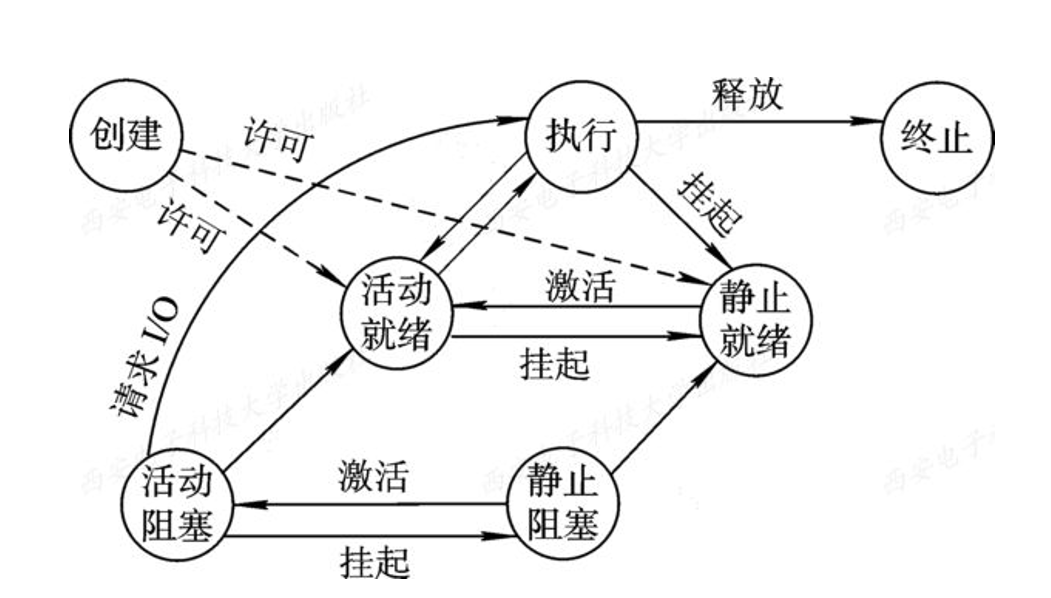 创建
许可
许可
执行
释放
终止
挂起
活动
就绪
激活
挂起
静止
就绪
请求 I/O
活动
阻塞
激活
挂起
静止
阻塞
西安电子科技大学出版社